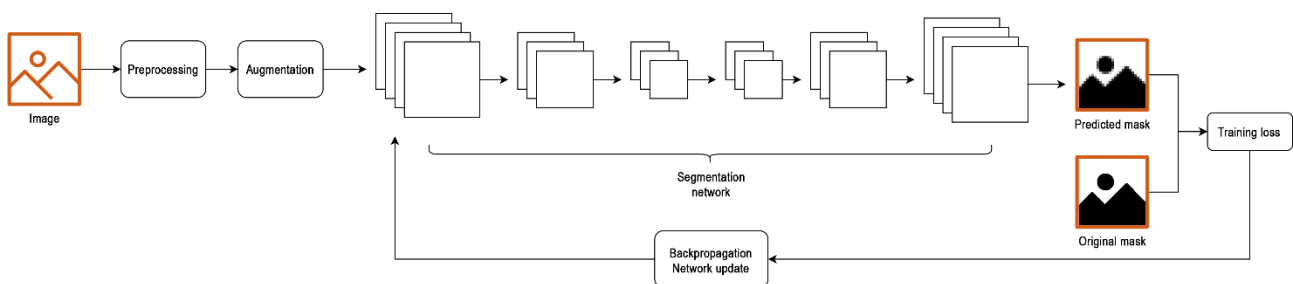 Image
Preprocessing
Augmentation
Segmentation
network
Predicted mask
Original mask
Training loss
Backpropagation
Network update